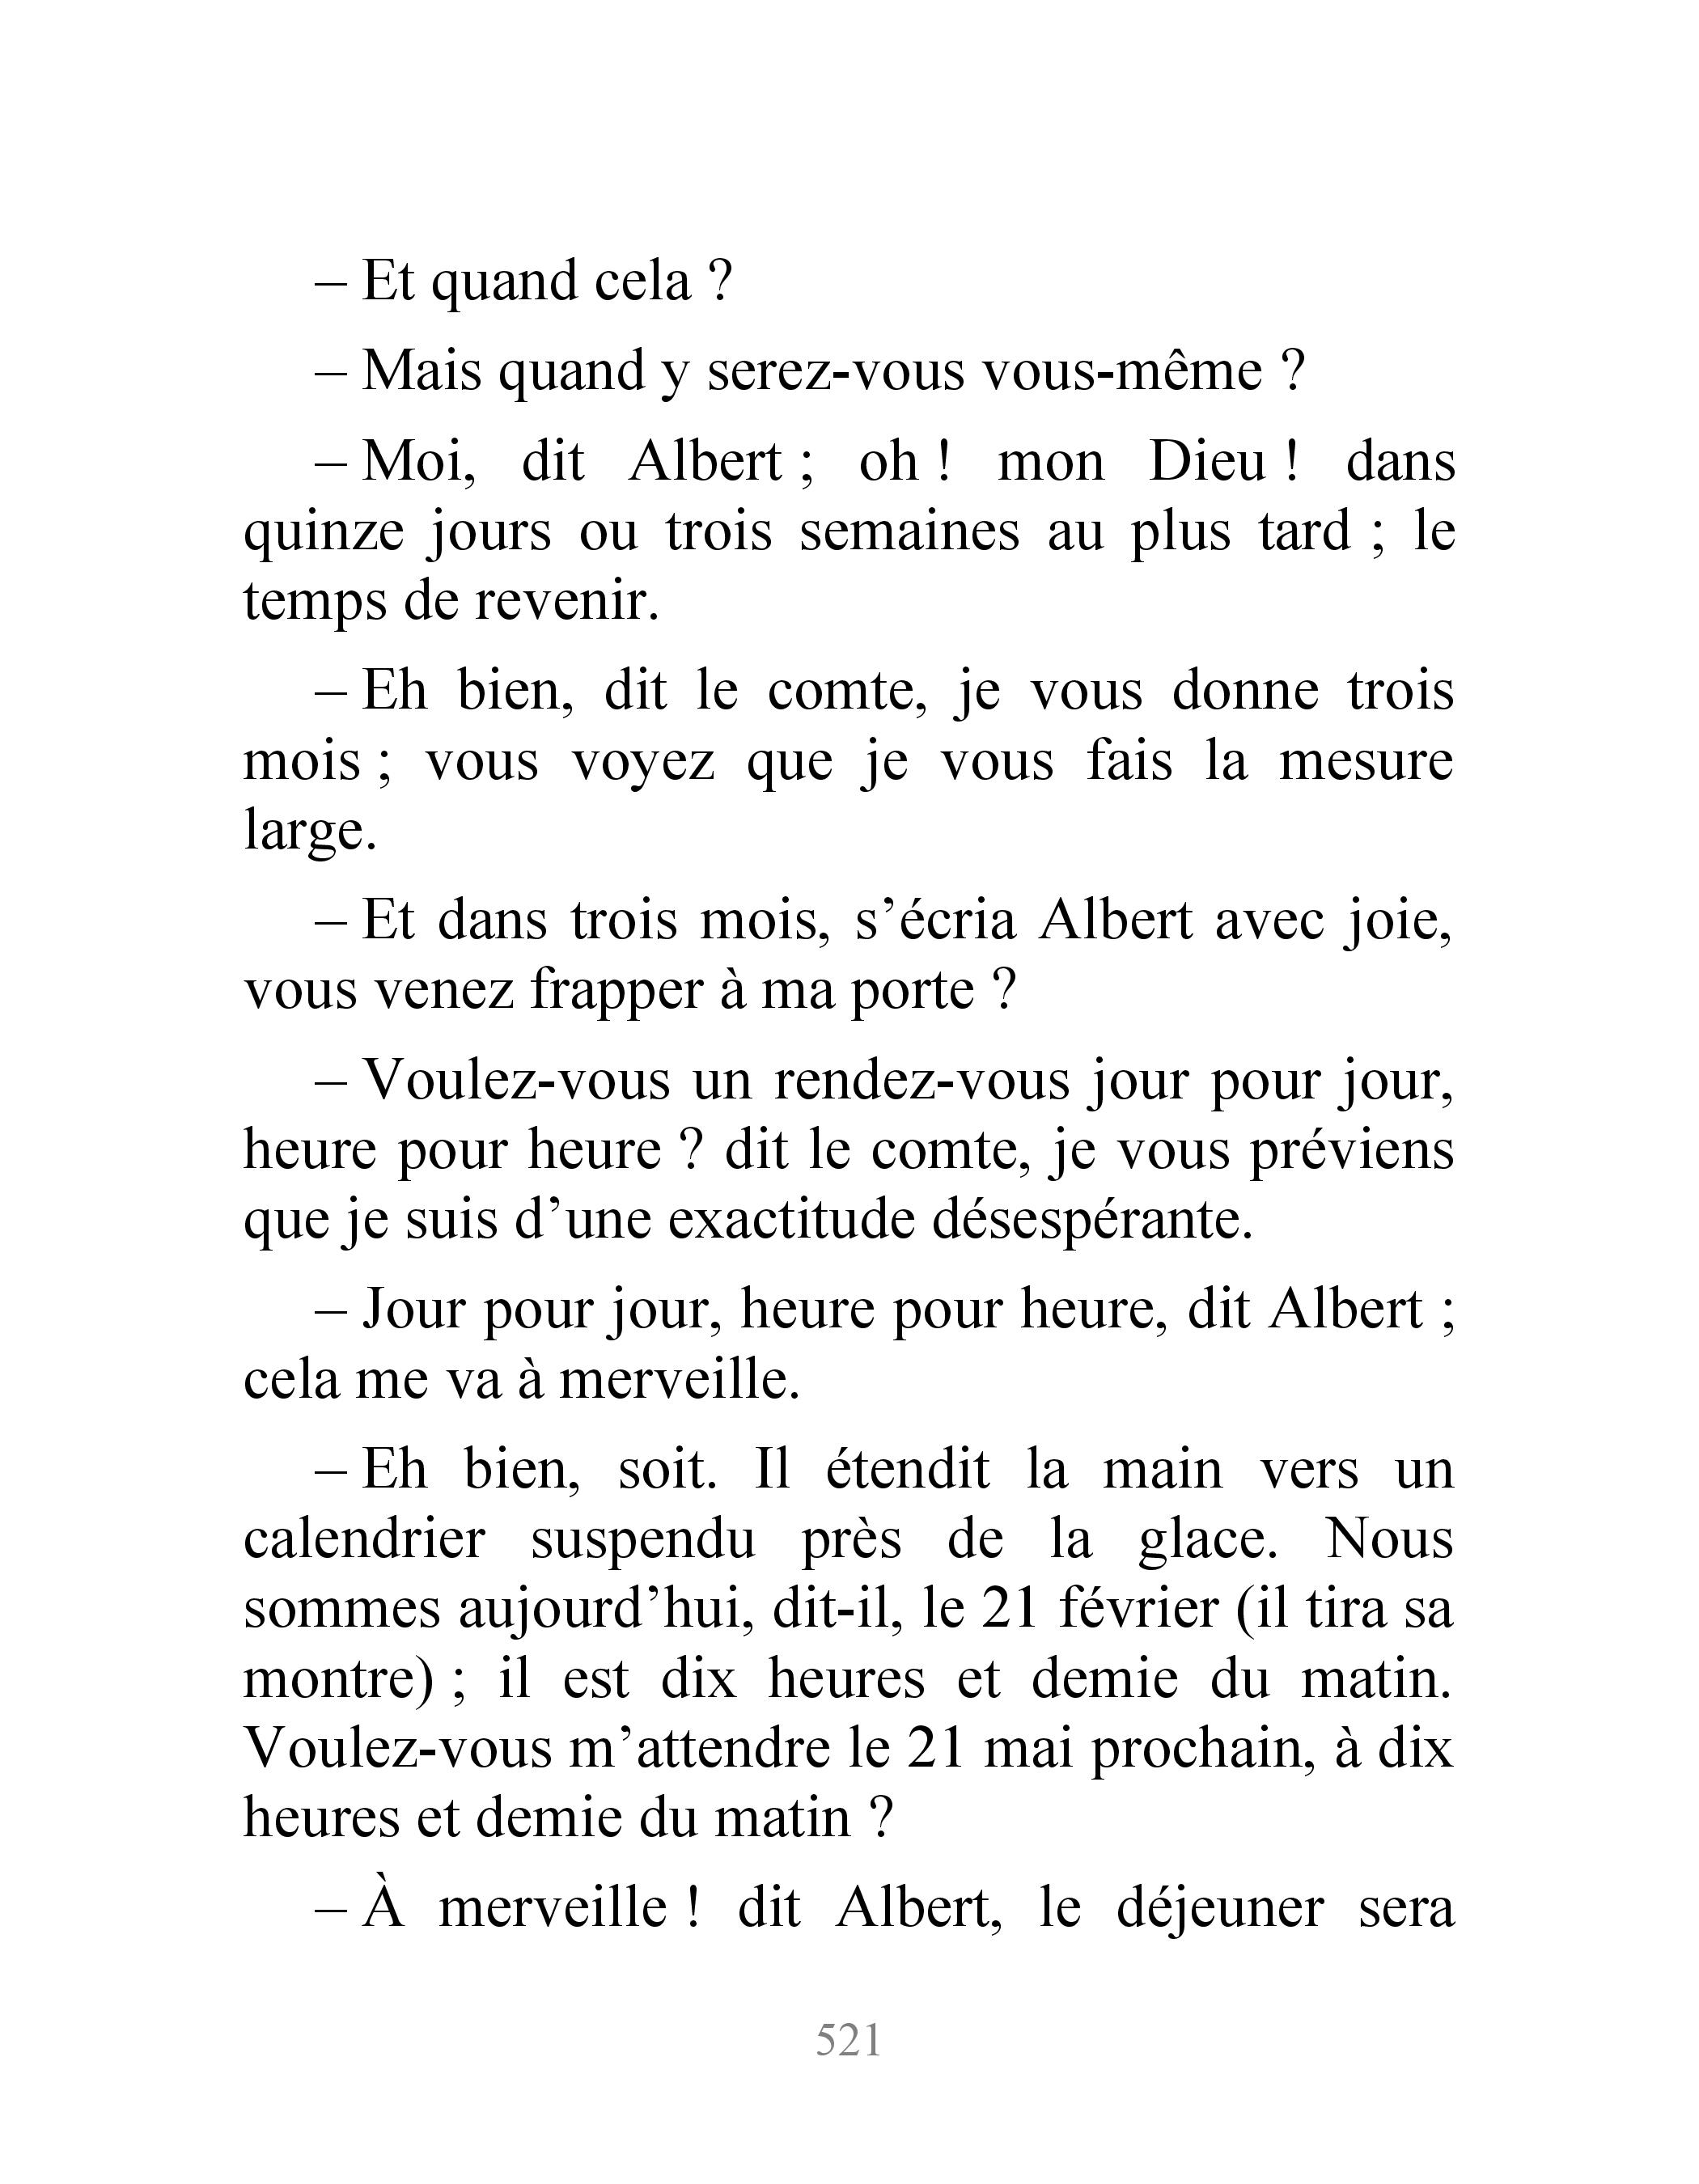 – Et quand cela ?
– Mais quand y serez-vous vous-même ?
– Moi, dit Albert ; oh ! mon Dieu ! dans
quinze jours ou trois semaines au plus tard ; le
temps de revenir.
– Eh bien, dit le comte, je vous donne trois
mois ; vous voyez que je vous fais la mesure
large.
– Et dans trois mois, s’écria Albert avec joie,
vous venez frapper à ma porte ?
– Voulez-vous un rendez-vous jour pour jour,
heure pour heure ? dit le comte, je vous préviens
que je suis d’une exactitude désespérante.
– Jour pour jour, heure pour heure, dit Albert ;
cela me va à merveille.
– Eh bien, soit. Il étendit la main vers un
calendrier suspendu près de la glace. Nous
sommes aujourd’hui, dit-il, le 21 février (il tira sa
montre) ; il est dix heures et demie du matin.
Voulez-vous m’attendre le 21 mai prochain, à dix
heures et demie du matin ?
– À merveille ! dit Albert, le déjeuner sera
521